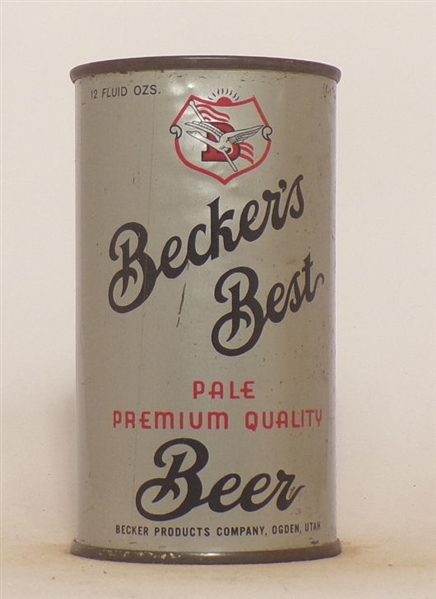 12 FLUID OZS.
B
Becker's
Best
PALE
PREMIUM QUALITY
Beer
BECKER PRODUCTS COMPANY, OGDEN, UTAH